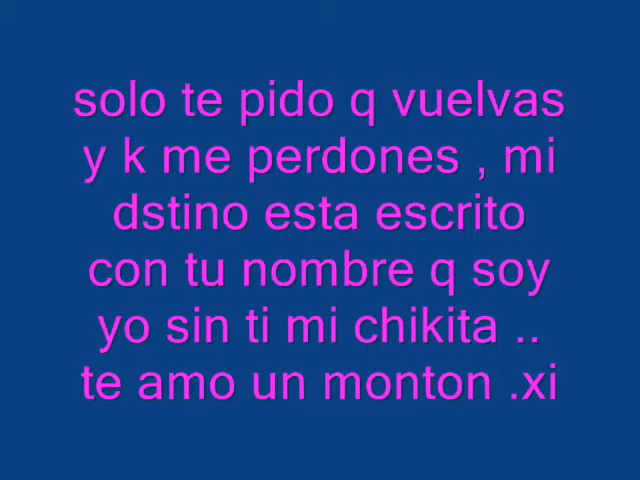 solo te pido q vuelvas
y k me perdones , mi
dstino esta escrito
con tu nombre q soy
yo sin ti mi chikita ..
te amo un monton .xi